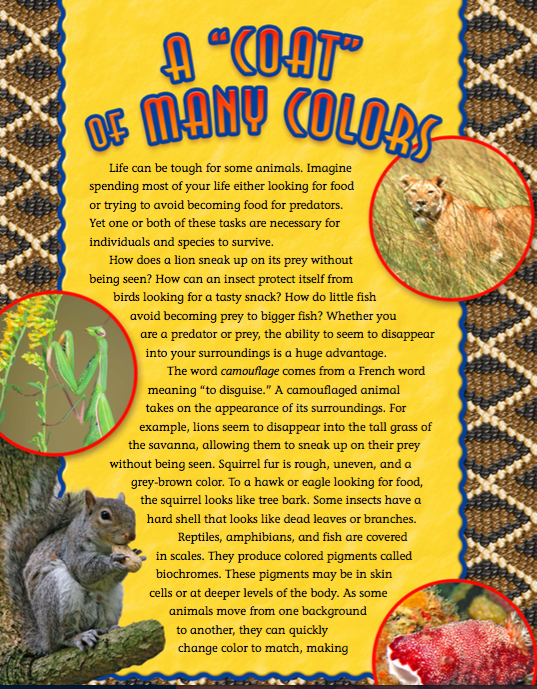 A “COAT”
OF MANY COLORS
Life can be tough for some animals. Imagine
spending most of your life either looking for food
or trying to avoid becoming food for predators.
Yet one or both of these tasks are necessary for
individuals and species to survive.
How does a lion sneak up on its prey without
being seen? How can an insect protect itself from
birds looking for a tasty snack? How do little fish
avoid becoming prey to bigger fish? Whether you
are a predator or prey, the ability to seem to disappear
into your surroundings is a huge advantage.
The word camouflage comes from a French word
meaning “to disguise.” A camouflaged animal
takes on the appearance of its surroundings. For
example, lions seem to disappear into the tall grass of
the savanna, allowing them to sneak up on their prey
without being seen. Squirrel fur is rough, uneven, and a
grey-brown color. To a hawk or eagle looking for food,
the squirrel looks like tree bark. Some insects have a
hard shell that looks like dead leaves or branches.
Reptiles, amphibians, and fish are covered
in scales. They produce colored pigments called
biochromes. These pigments may be in skin
cells or at deeper levels of the body. As some
animals move from one background
to another, they can quickly
change color to match, making